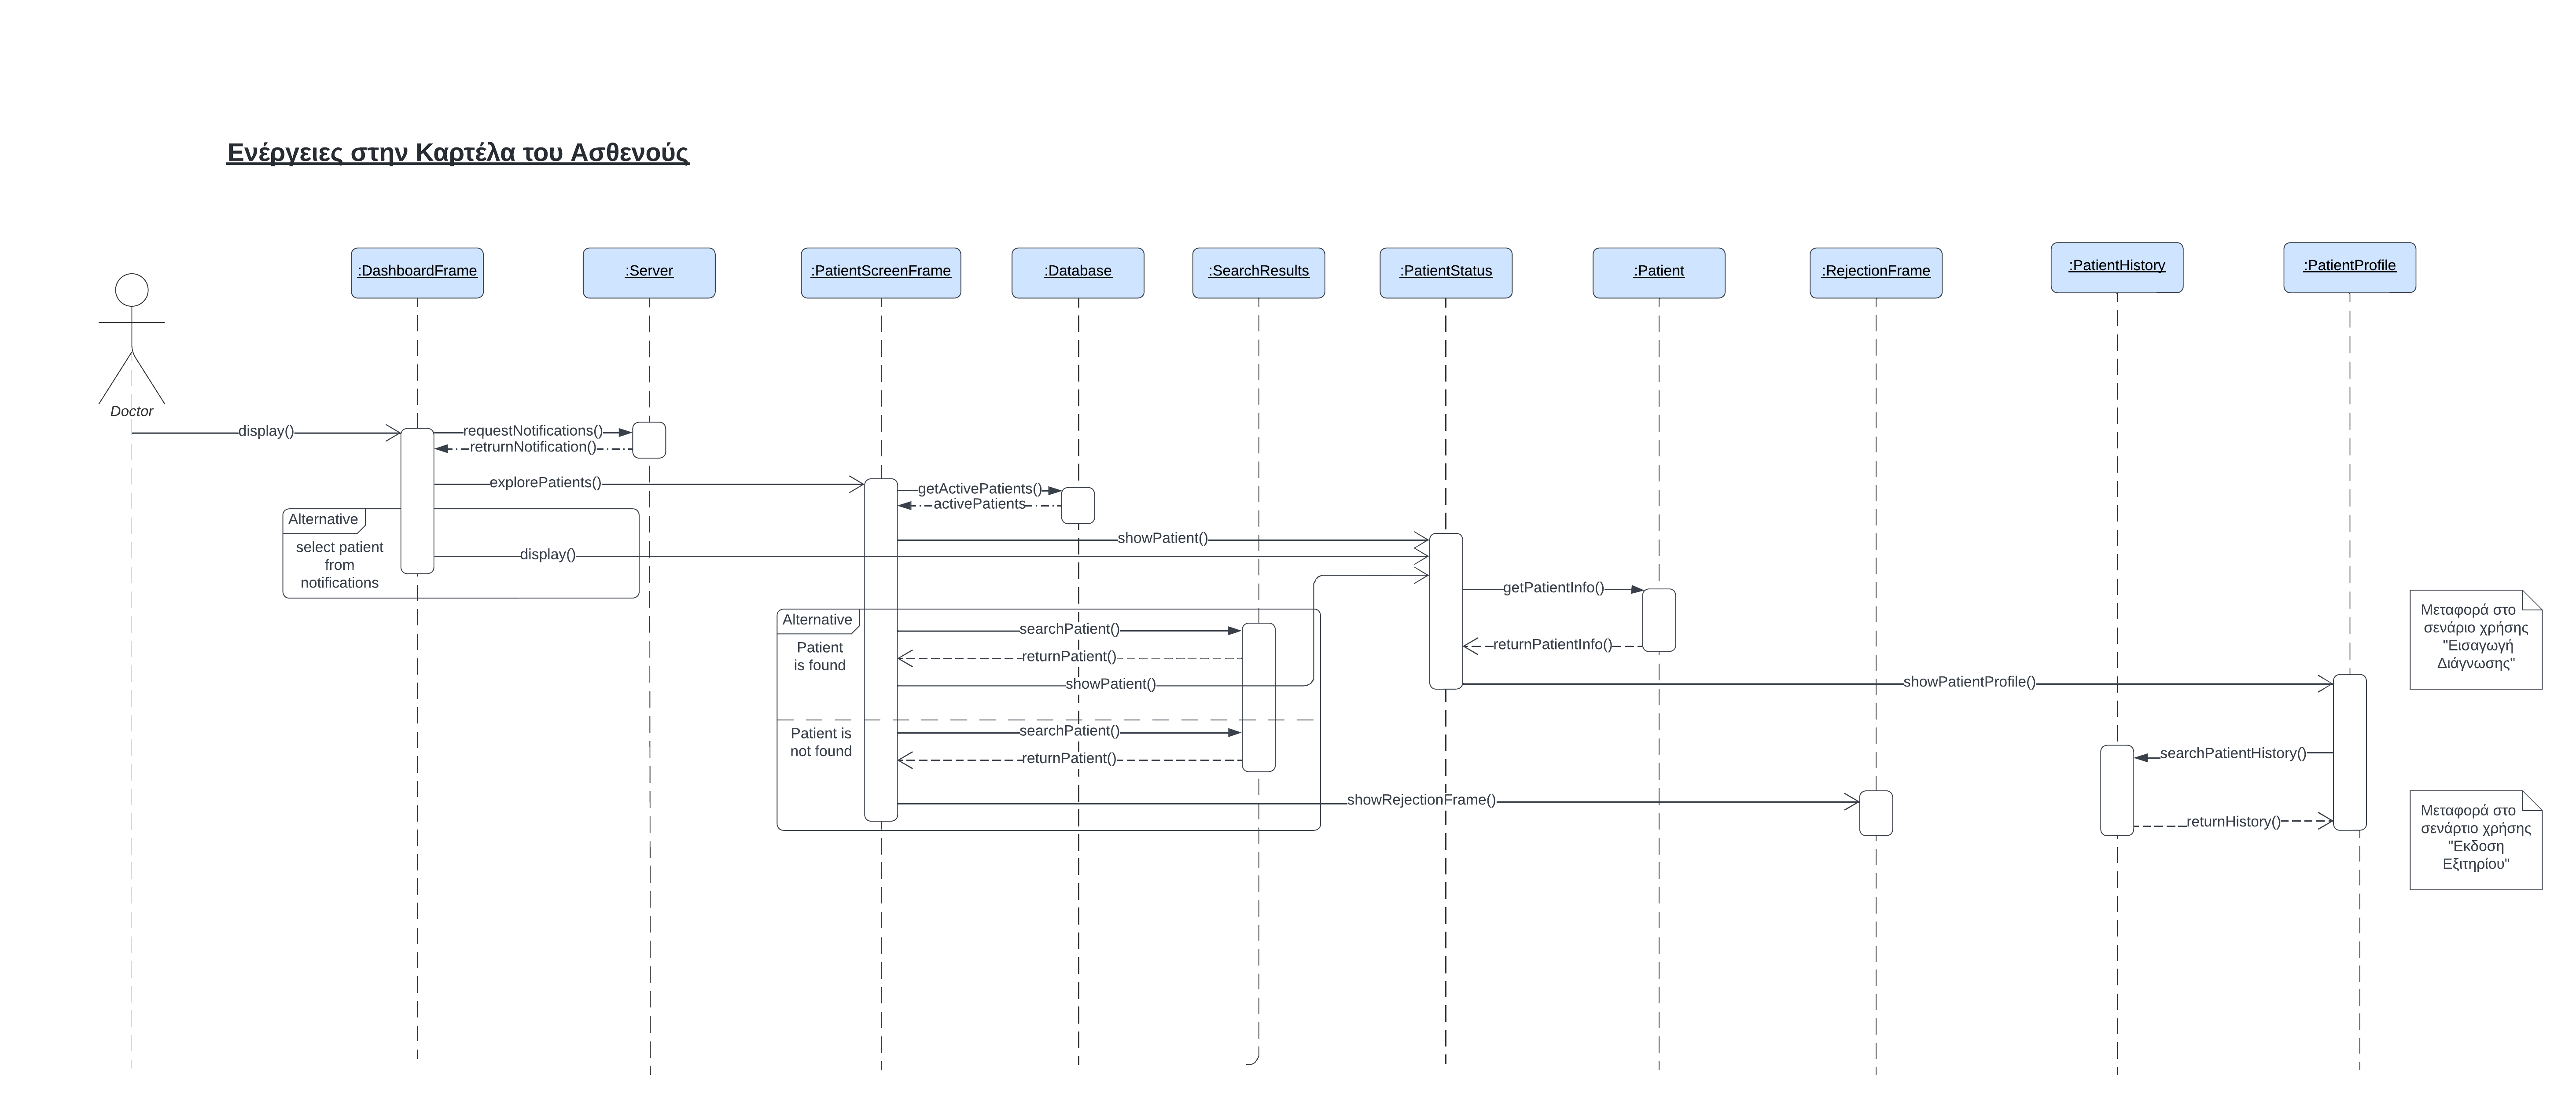 Ενέργειες στην Καρτέλα του Ασθενούς
:DashboardFrame
:Server
:PatientScreenFrame
:Database
:SearchResults
:PatientStatus
:Patient
:RejectionFrame
:PatientHistory
:PatientProfile
Doctor
display()
requestNotifications()
retrurnNotification()
explorePatients()
getActivePatients()
activePatients
Alternative
select patient
from
notifications
showPatient()
display()
getPatientInfo()
returnPatientInfo()
Alternative
Patient
is found
searchPatient()
returnPatient()
showPatient()
showPatientProfile()
Patient is
not found
searchPatient()
returnPatient()
showRejectionFrame()
searchPatientHistory()
returnHistory()
Μεταφορά στο
σενάριο χρήσης
"Εισαγωγή
Διάγνωσης"
Μεταφορά στο
σενάρτιο χρήσης
"Εκδοση
Εξιτηρίου"